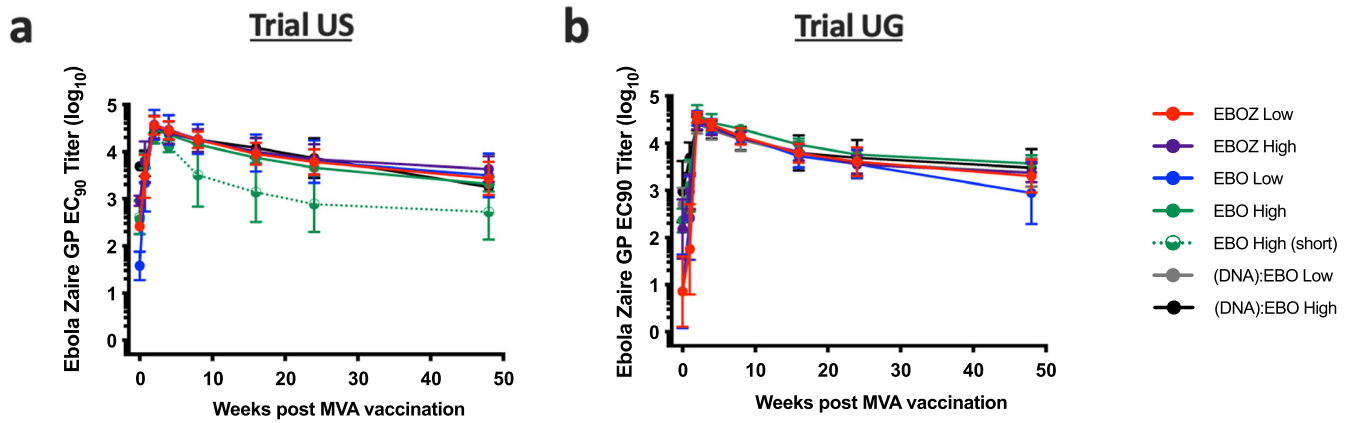 a
Trial US
Ebola Zaire GP EC90 Titer (log10)
5
4
3
2
1
0
0 10 20 30 40 50
Weeks post MVA vaccination
b
Trial UG
Ebola Zaire GP EC90 Titer (log10)
5
4
3
2
1
0
0 10 20 30 40 50
Weeks post MVA vaccination
EBOZ Low
EBOZ High
EBO Low
EBO High
EBO High (short)
(DNA):EBO Low
(DNA):EBO High